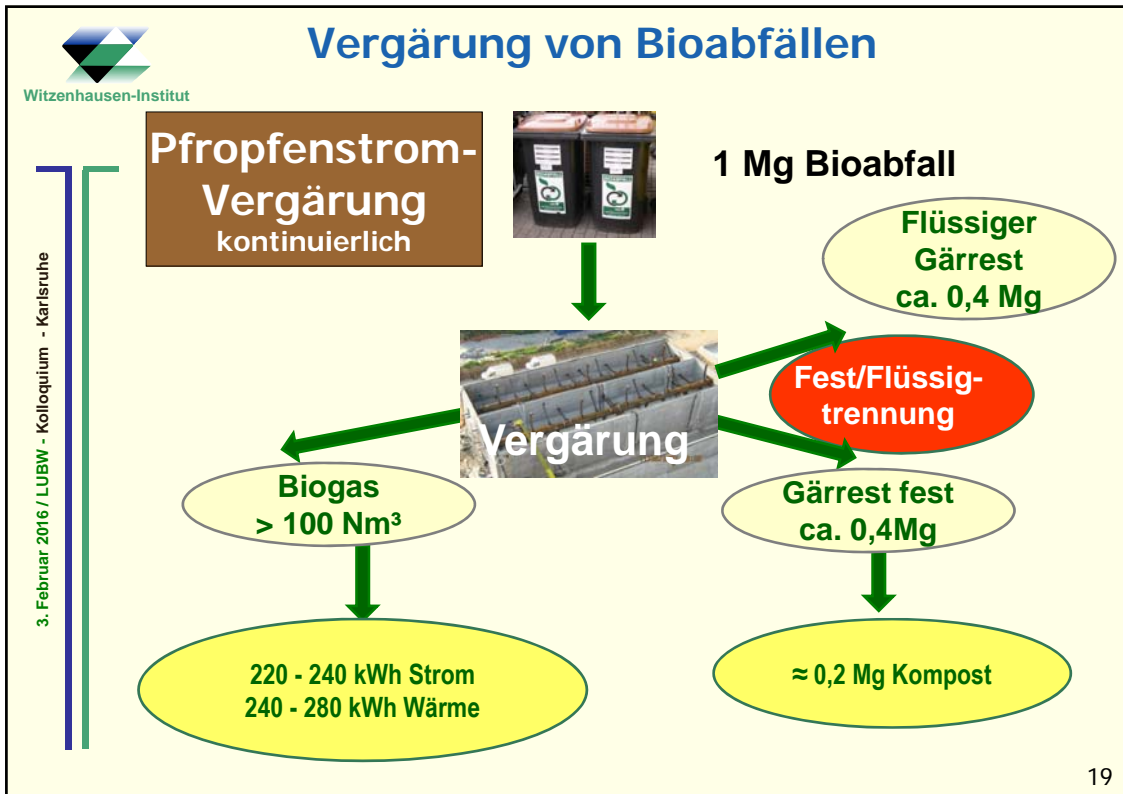 Vergärung von Bioabfällen
Witzenhausen-Institut
Pfropfenstrom-
Vergärung
kontinuierlich
1 Mg Bioabfall
Flüssiger
Gärrest
ca. 0,4 Mg
Fest/Flüssig-
trennung
Vergärung
Biogas
> 100 Nm³
Gärrest fest
ca. 0,4Mg
220 - 240 kWh Strom
240 - 280 kWh Wärme
≈ 0,2 Mg Kompost
3. Februar 2016 / LUBW - Kolloquium - Karlsruhe
19